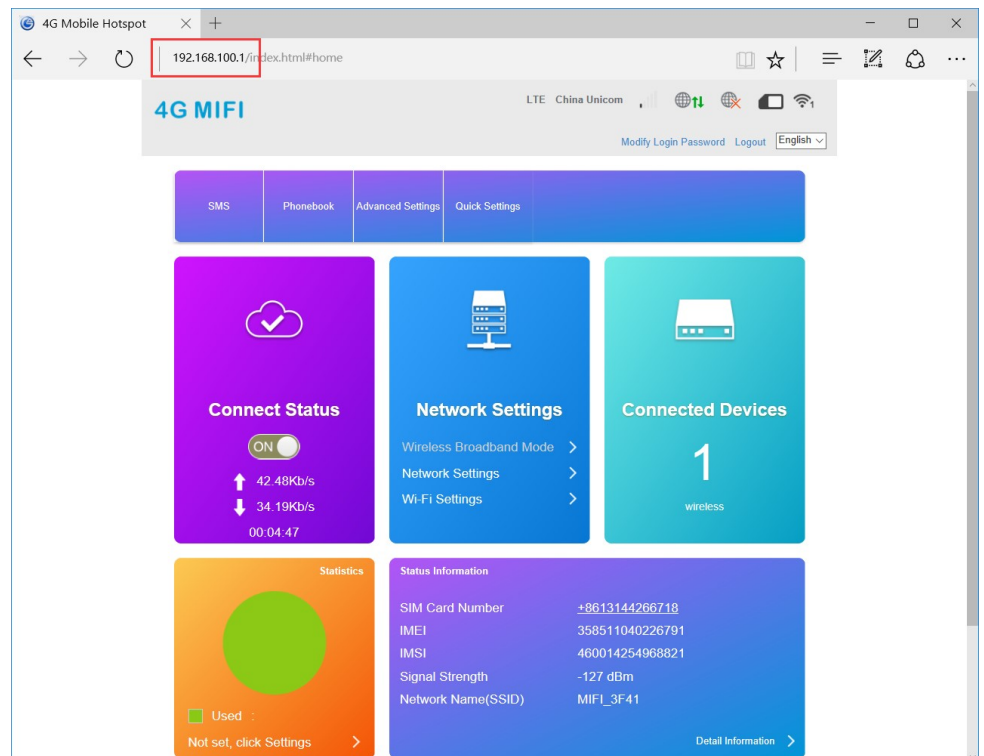 4G Mobile Hotspot
192.168.100.1/index.html#home
4G MIFI
LTE China Unicom
1
Modify Login Password Logout English
SMS Phonebook Advanced Settings Quick Settings
Connect Status
ON
42.48Kb/s
34.19Kb/s
00:04:47
Network Settings
Wireless Broadband Mode
Network Settings
Wi-Fi Settings
Connected Devices
1
wireless
Statistics
Used :
Not set, click Settings
Status Information
SIM Card Number +8613144266718
IMEI 358511040226791
IMSI 460014254968821
Signal Strength -127 dBm
Network Name(SSID) MIFI_3F41
Detail Information